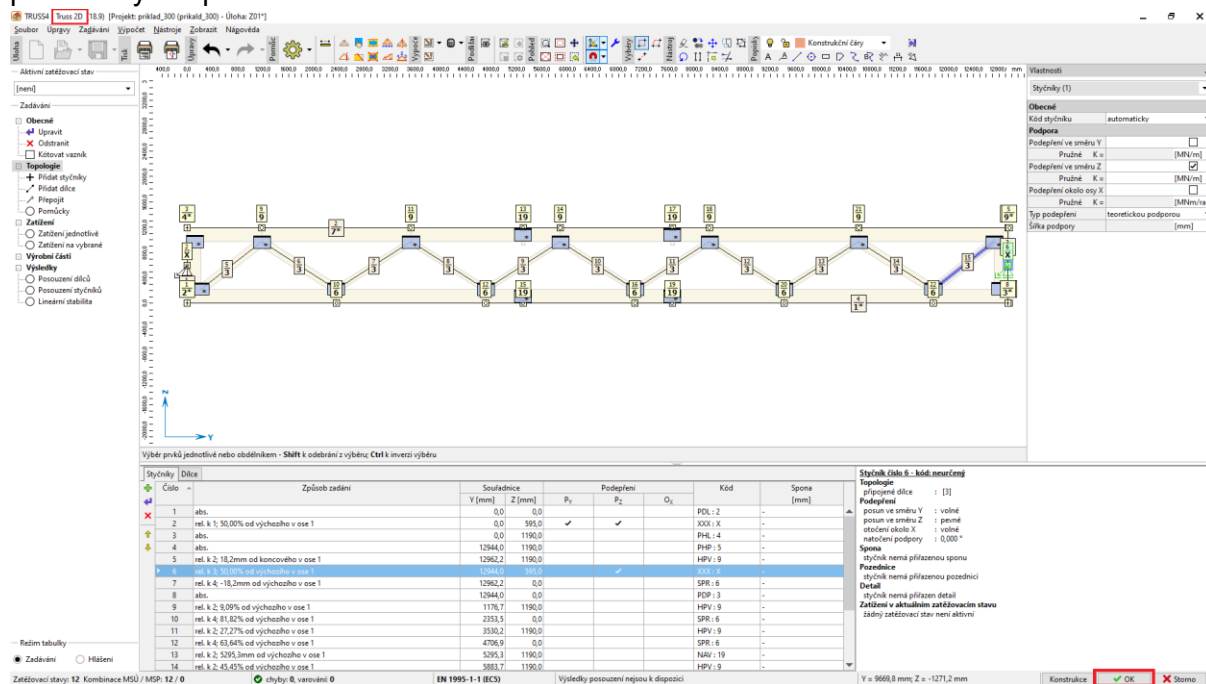 TRUSS4 Truss 2D (18.9) [Projekt: priklad_300 (prikald_300) - Úloha: Z01*]
Soubor Úpravy Zadávání Výpočet Nástroje Zobrazit Nápověda
Aktivní zatěžovací stav
[není]
Zadávání
Obecné
Upravit
Odstranit
Kótovat vazník
Topologie
Přidat styčníky
Přidat dílce
Přepojit
Pomůcky
Zatížení
Zatížení jednotlivé
Zatížení na vybrané
Výrobní části
Výsledky
Posouzení dílců
Posouzení styčníků
Lineární stabilita
Konstrukční čáry
Vlastnosti
Styčníky (1)
Obecné
Kód styčníku automaticky
Podpora
Podepření ve směru Y
Pružné K = [MN/m]
Podepření ve směru Z
Pružné K = [MN/m]
Podepření okolo osy X
Pružné K = [MNm/ra
Typ podepření teoretickou podporou
Šířka podpory [mm]
Výběr prvků jednotlivě nebo obdélníkem - Shift k odebrání z výběru; Ctrl k inverzi výběru
Styčníky Dílce
Číslo Způsob zadání Souřadnice Podepření Kód Spona
Y [mm] Z [mm] PY PZ OX [mm]
1 abs. 0,0 0,0 PDL : 2 -
2 rel. k 1; 50,00% od výchozího v ose 1 0,0 595,0 ✔ ✔ XXX : X -
3 abs. 0,0 1190,0 PHL : 4 -
4 abs. 12944,0 1190,0 PHP : 5 -
5 rel. k 2; 18,2mm od koncového v ose 1 12962,2 1190,0 HPV : 9 -
6 rel. k 3; 50,00% od výchozího v ose 1 12944,0 595,0 ✔ XXX : X -
7 rel. k 4; -18,2mm od výchozího v ose 1 12962,2 0,0 SPR : 6 -
8 abs. 12944,0 0,0 PDP : 3 -
9 rel. k 2; 9,09% od výchozího v ose 1 1176,7 1190,0 HPV : 9 -
10 rel. k 4; 81,82% od výchozího v ose 1 2353,5 0,0 SPR : 6 -
11 rel. k 2; 27,27% od výchozího v ose 1 3530,2 1190,0 HPV : 9 -
12 rel. k 4; 63,64% od výchozího v ose 1 4706,9 0,0 SPR : 6 -
13 rel. k 2; 5295,3mm od výchozího v ose 1 5295,3 1190,0 NAV : 19 -
14 rel. k 2; 45,45% od výchozího v ose 1 5883,7 1190,0 HPV : 9 -
Styčník číslo 6 - kód: neurčený
Topologie
připojené dílce : [3]
Podepření
posun ve směru Y : volné
posun ve směru Z : pevné
otočení okolo X : volné
natočení podpory : 0,000 °
Spona
styčník nemá přiřazenou sponu
Pozednice
styčník nemá přiřazenou pozednici
Detail
styčník nemá přiřazen detail
Zatížení v aktuálním zatěžovacím stavu
žádný zatěžovací stav není aktivní
Režim tabulky
Zadávání Hlášení
Zatěžovací stavy: 12 Kombinace MSÚ / MSP: 12 / 0 chyby: 0, varování: 0 EN 1995-1-1 (EC5) Výsledky posouzení nejsou k dispozici Y = 9669,8 mm; Z = -1271,2 mm Konstrukce OK Storno